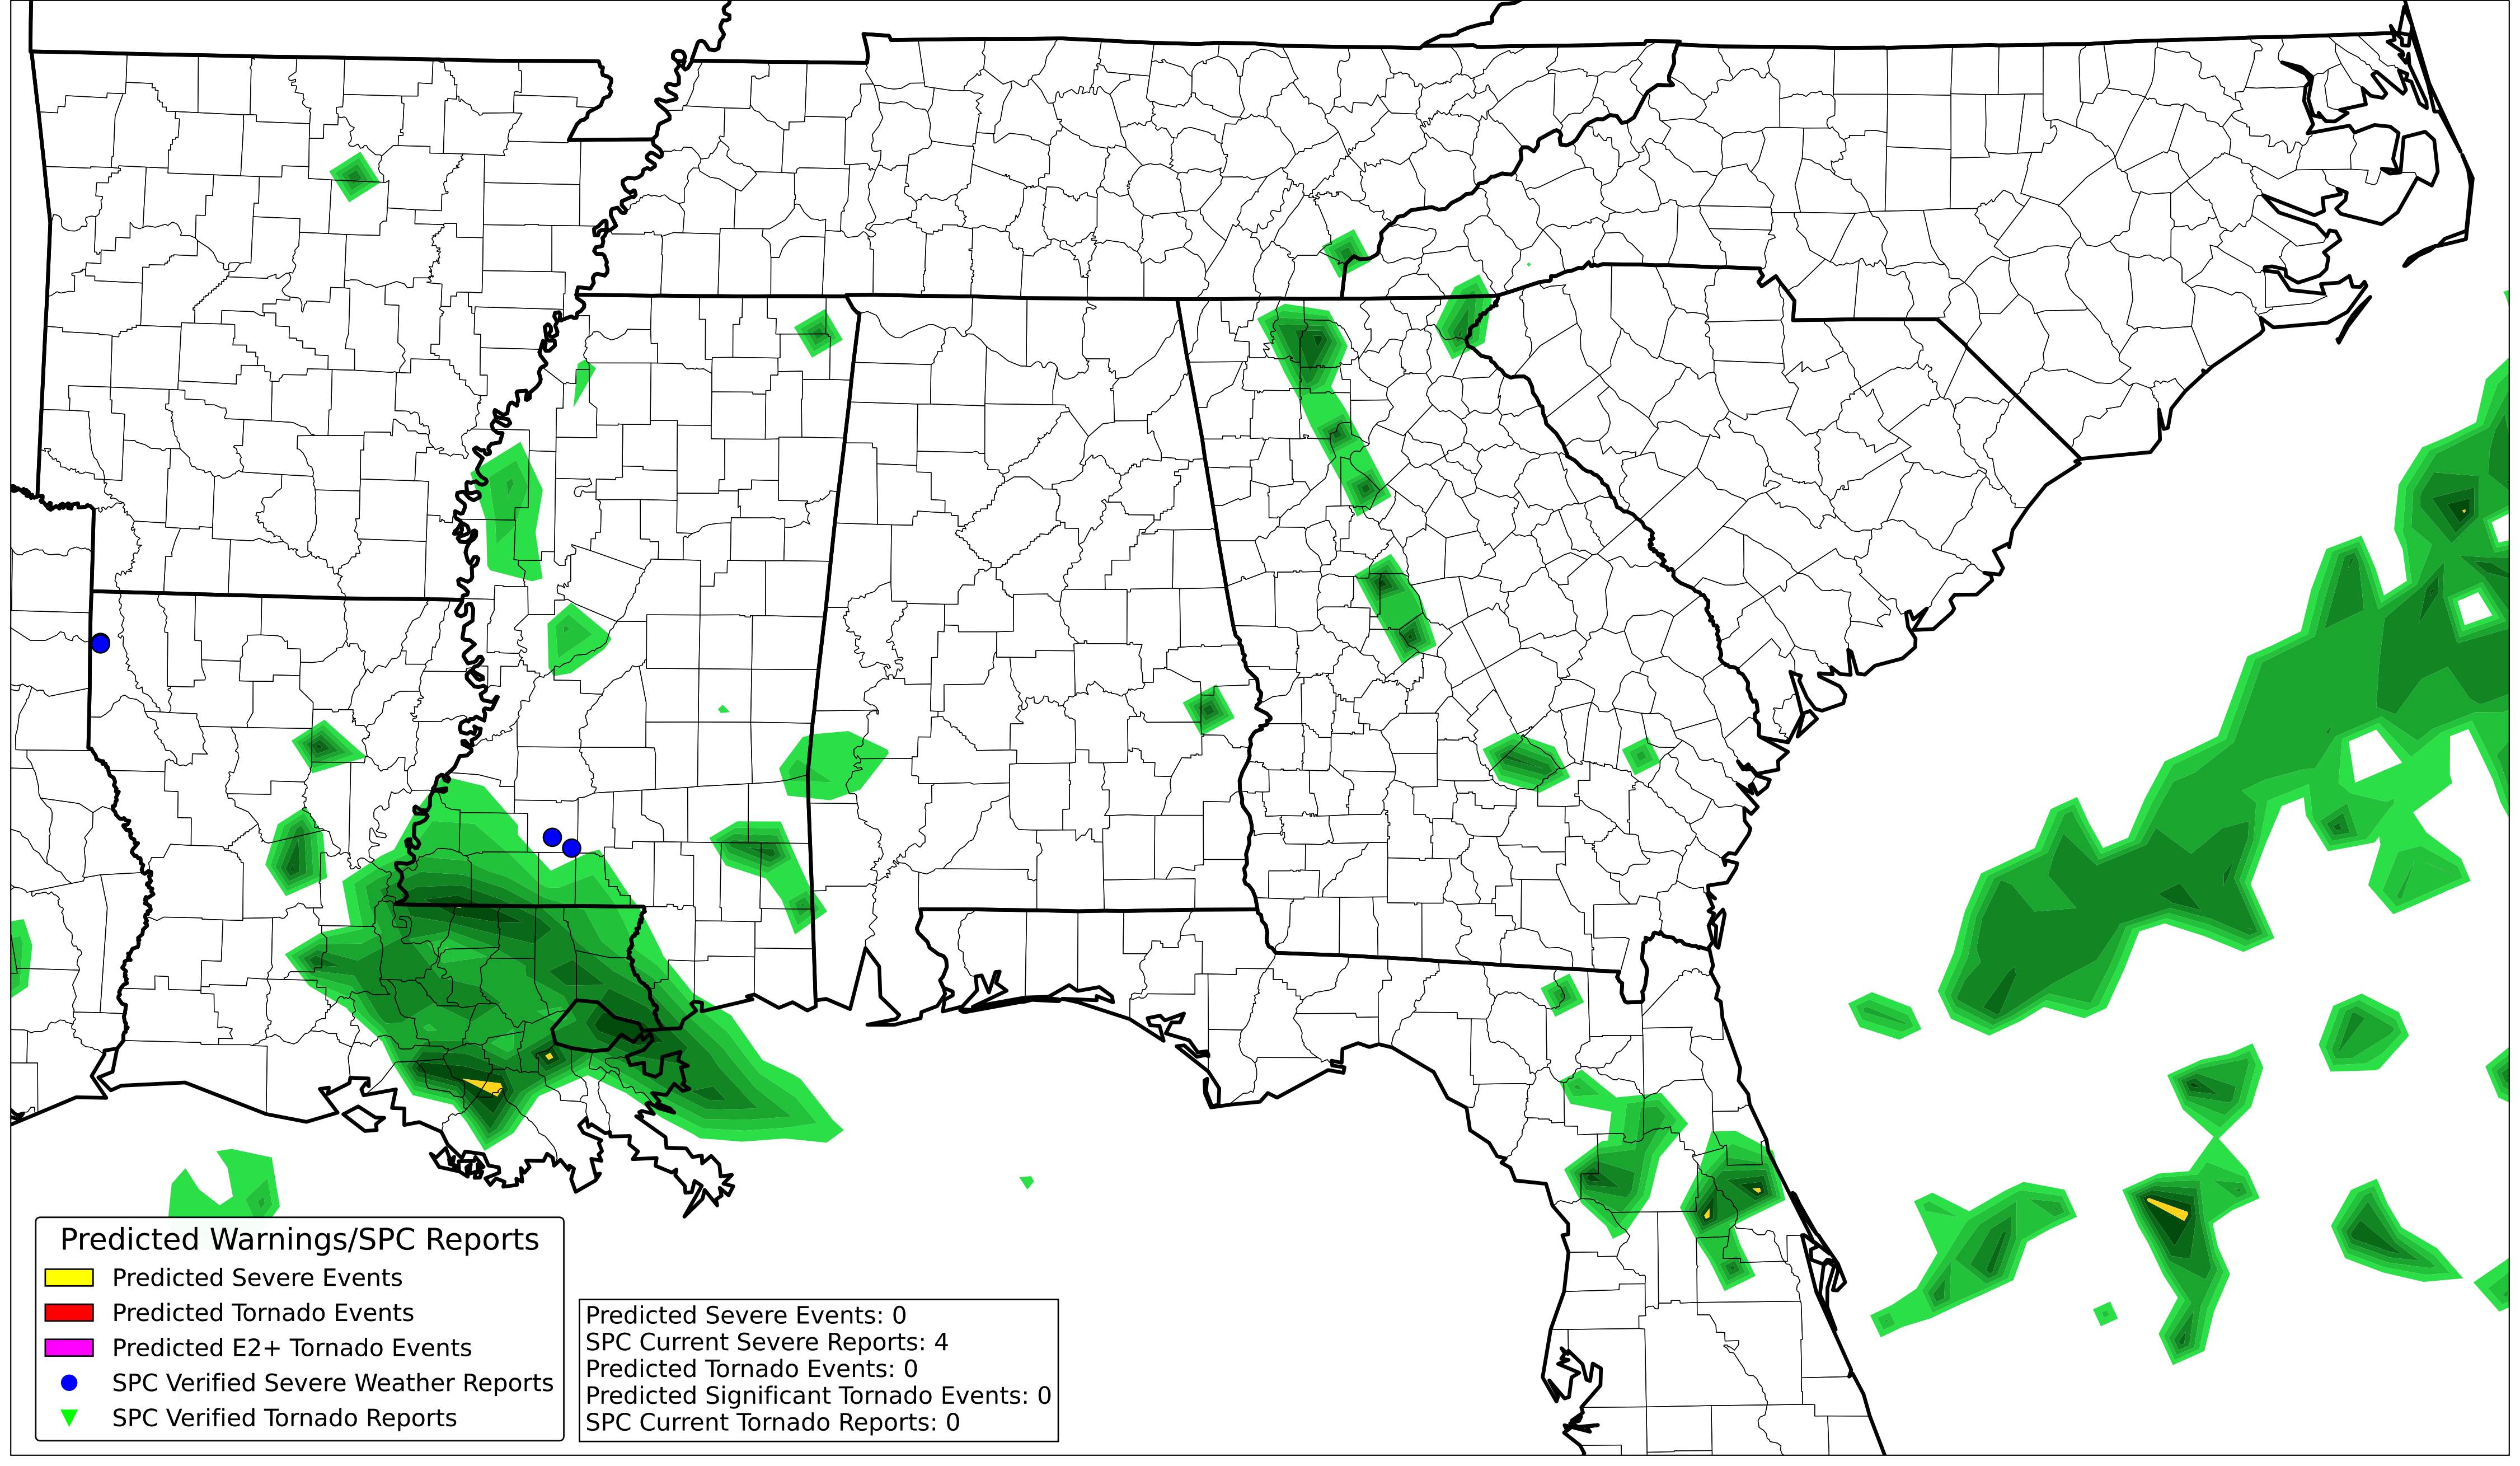 Predicted Warnings/SPC Reports
Predicted Severe Events
Predicted Tornado Events
Predicted E2+ Tornado Events
SPC Verified Severe Weather Reports
SPC Verified Tornado Reports
Predicted Severe Events: 0
SPC Current Severe Reports: 4
Predicted Tornado Events: 0
Predicted Significant Tornado Events: 0
SPC Current Tornado Reports: 0